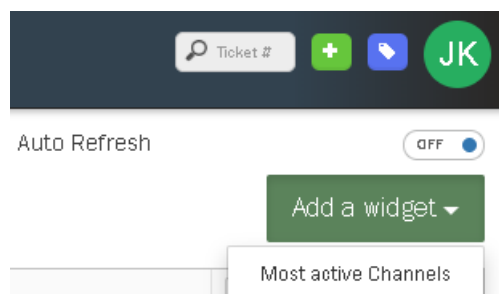 Ticket #
JK
Auto Refresh
OFF
Add a widget
Most active Channels